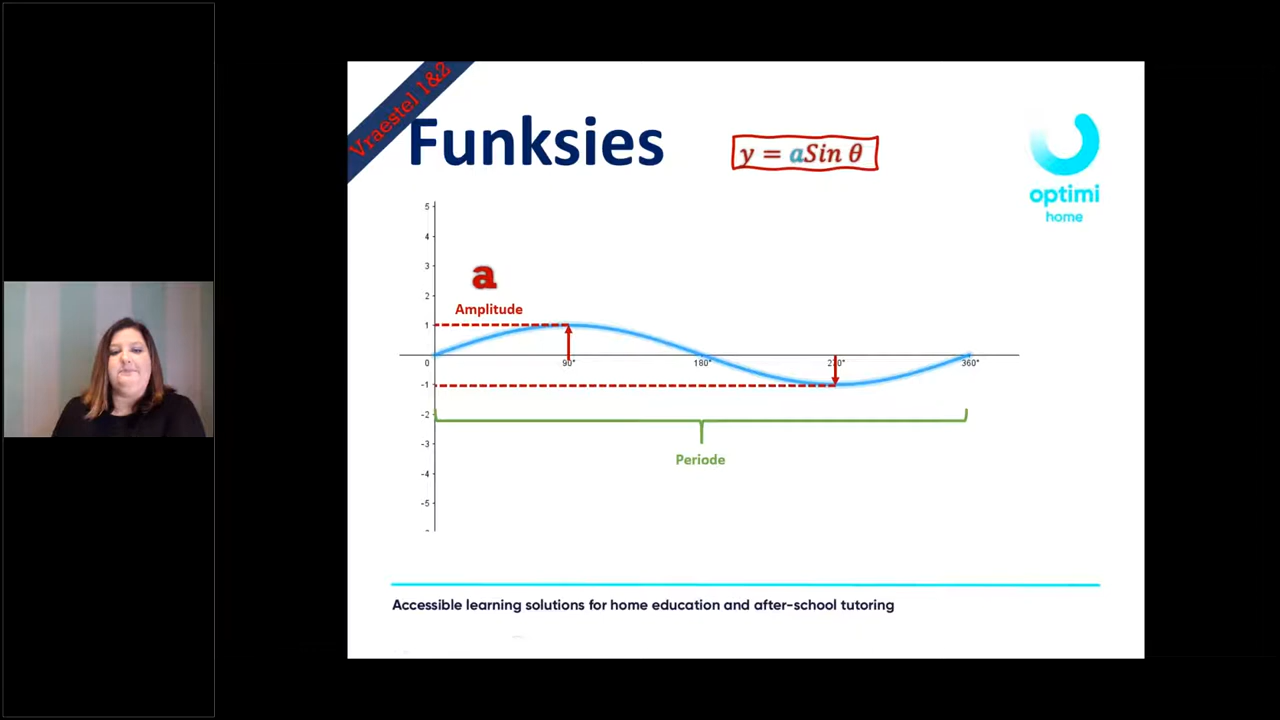 Vraestel 1&2
Funksies
y = aSin θ
optimi
home
5
4
3
a
2
Amplitude
1
0
90°
180°
270°
360°
-1
-2
-3
Periode
-4
-5
Accessible learning solutions for home education and after-school tutoring